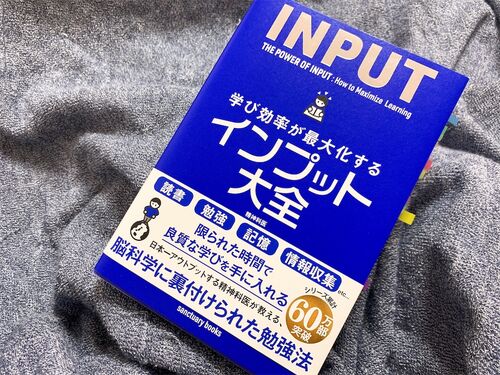 INPUT
THE POWER OF INPUT : How to Maximize Learning
学び効率が最大化する
インプット
大全
精神科医
読書 勉強 記憶 情報収集 etc...
限られた時間で
良質な学びを手に入れる
日本一アウトプットする精神科医が教える、
脳科学に裏付けられた勉強法
シリーズ累計
60万部
突破
sanctuary books